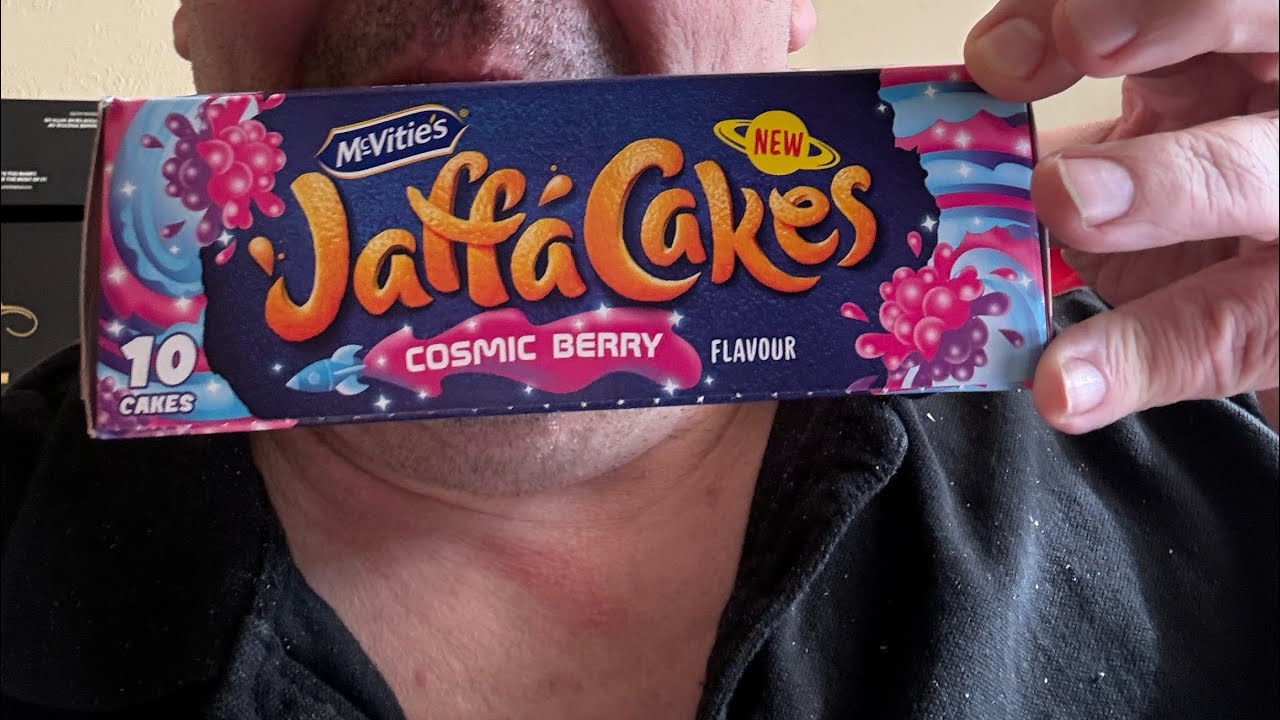 McVitie's
Jaffa Cakes
NEW
COSMIC BERRY FLAVOUR
10
CAKES